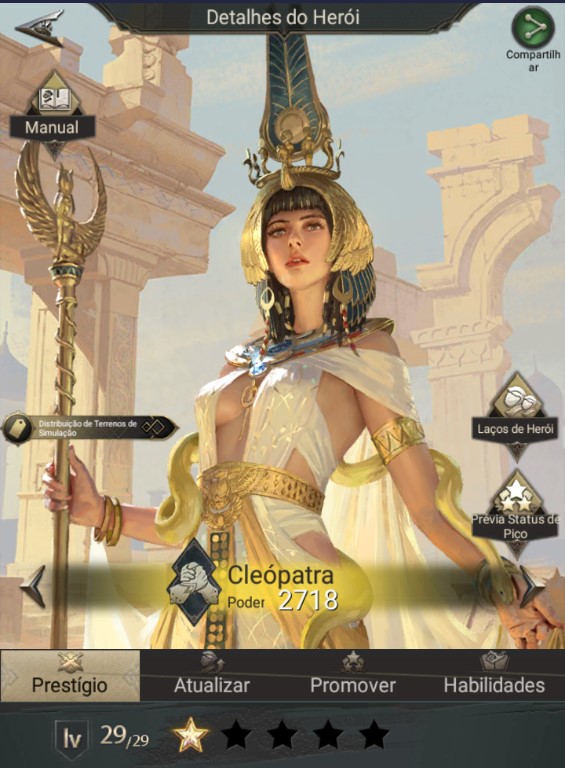 Detalhes do Herói
Compartilh
ar
Manual
Distribuição de Terrenos de
Simulação
Laços de Herói
Prévia Status de
Pico
Cleópatra
Poder 2718
Prestígio Atualizar Promover Habilidades
lv 29/29